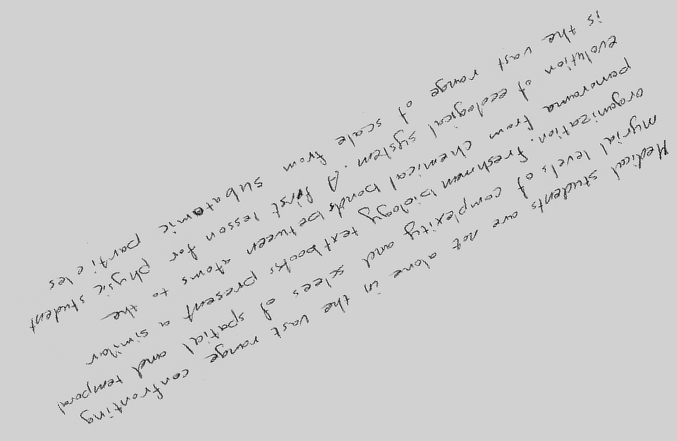 Medical students are not alone in the vast range confronting
myrial levels of complexity and slees of spatial and temporal
organization. freshman biology textbooks present a similar
panorama from chemical bonds between atoms to the
evolution of ecological system. A first lesson for physic student
is the vast range of scale from subatomic particles